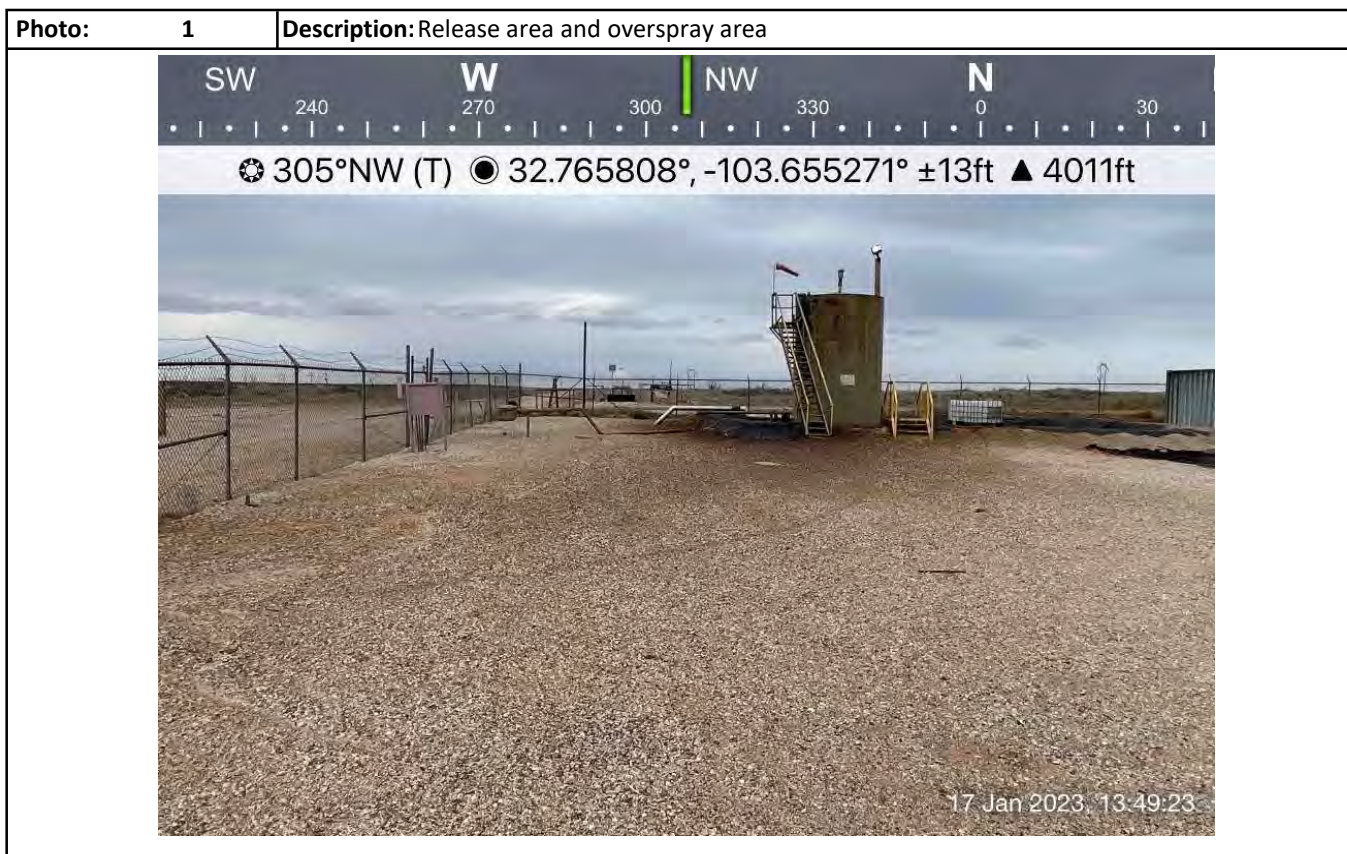 Photo: 1 Description: Release area and overspray area
SW W NW N
240 270 300 330 0 30
305°NW (T) 32.765808°, -103.655271° ±13ft ▲ 4011ft
17 Jan 2023, 13:49:23